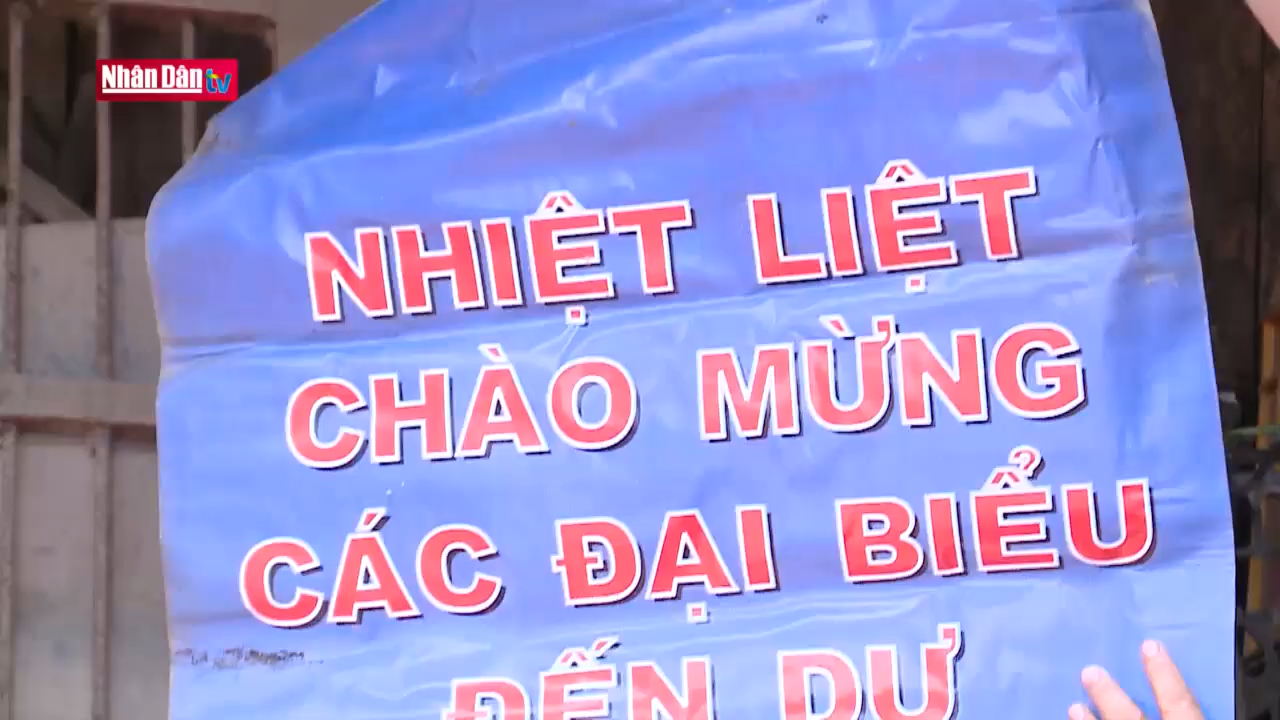 Nhân Dân tv
NHIỆT LIỆT
CHÀO MỪNG
CÁC ĐẠI BIỂU
ĐẾN DỰ